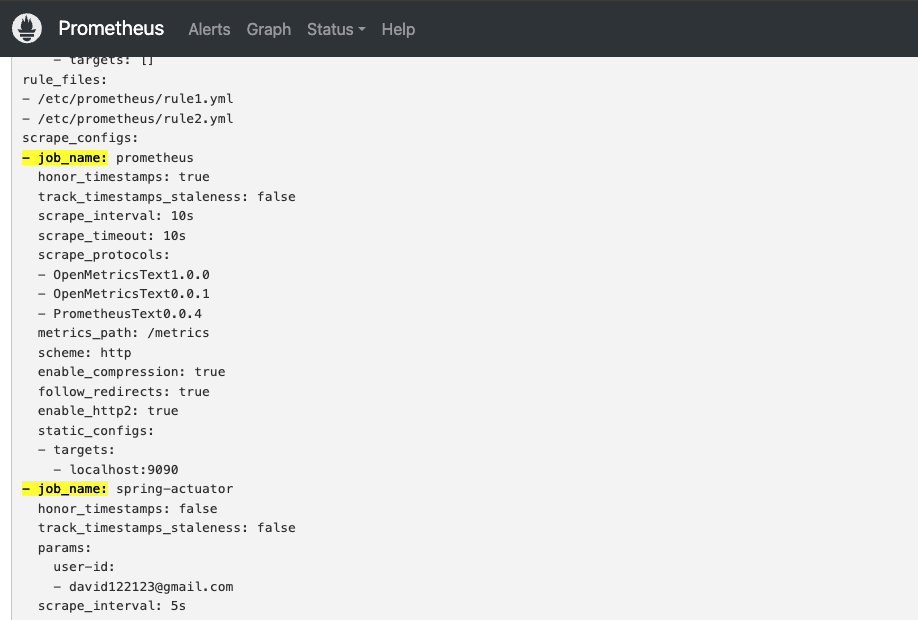 Prometheus Alerts Graph Status Help
- targets: []
rule_files:
- /etc/prometheus/rule1.yml
- /etc/prometheus/rule2.yml
scrape_configs:
- job_name: prometheus
  honor_timestamps: true
  track_timestamps_staleness: false
  scrape_interval: 10s
  scrape_timeout: 10s
  scrape_protocols:
  - OpenMetricsText1.0.0
  - OpenMetricsText0.0.1
  - PrometheusText0.0.4
  metrics_path: /metrics
  scheme: http
  enable_compression: true
  follow_redirects: true
  enable_http2: true
  static_configs:
  - targets:
    - localhost:9090
- job_name: spring-actuator
  honor_timestamps: false
  track_timestamps_staleness: false
  params:
    user-id:
    - david122123@gmail.com
  scrape_interval: 5s